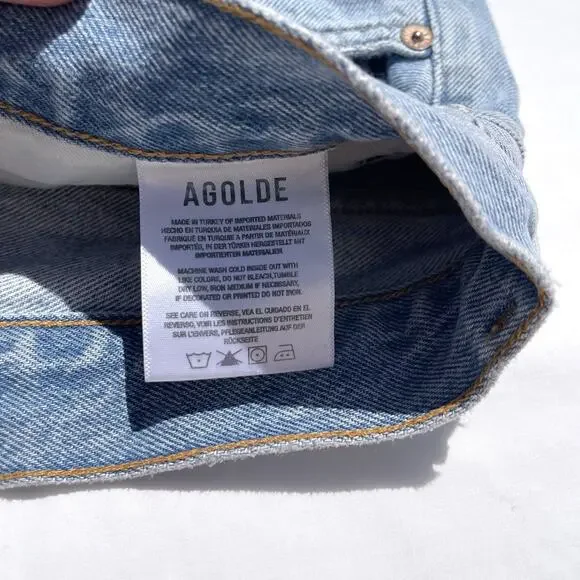 AGOLDE
MADE IN TURKEY OF IMPORTED MATERIALS
HECHO EN TURQUIA DE MATERIALES IMPORTADOS
FABRIQUÉ EN TURQUIE A PARTIR DE MATÉRIAUX
IMPORTÉS, IN DER TÜRKEI HERGESTELLT MIT
IMPORTIERTEN MATERIALIEN
MACHINE WASH COLD INSIDE OUT WITH
LIKE COLORS, DO NOT BLEACH,TUMBLE
DRY LOW, IRON MEDIUM IF NECESSARY,
IF DECORATED OR PRINTED DO NOT IRON.
SEE CARE ON REVERSE, VEA EL CUIDADO EN EL
REVERSO, VOIR LES INSTRUCTIONS D'ENTRETIEN
SUR L'ENVERS, PFLEGEANLEITUNG AUF DER
RÜCKSEITE